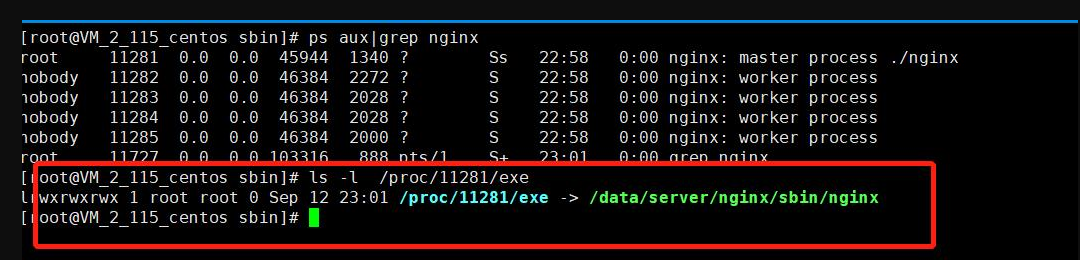 [root@VM_2_115_centos sbin]# ps aux|grep nginx
root     11281  0.0  0.0  45944  1340 ?        Ss   22:58   0:00 nginx: master process ./nginx
nobody   11282  0.0  0.0  46384  2272 ?        S    22:58   0:00 nginx: worker process
nobody   11283  0.0  0.0  46384  2028 ?        S    22:58   0:00 nginx: worker process
nobody   11284  0.0  0.0  46384  2028 ?        S    22:58   0:00 nginx: worker process
nobody   11285  0.0  0.0  46384  2000 ?        S    22:58   0:00 nginx: worker process
root     11727  0.0  0.0 103316   888 pts/1    S+   23:01   0:00 grep nginx
[root@VM_2_115_centos sbin]# ls -l  /proc/11281/exe
lrwxrwxrwx 1 root root 0 Sep 12 23:01 /proc/11281/exe -> /data/server/nginx/sbin/nginx
[root@VM_2_115_centos sbin]#